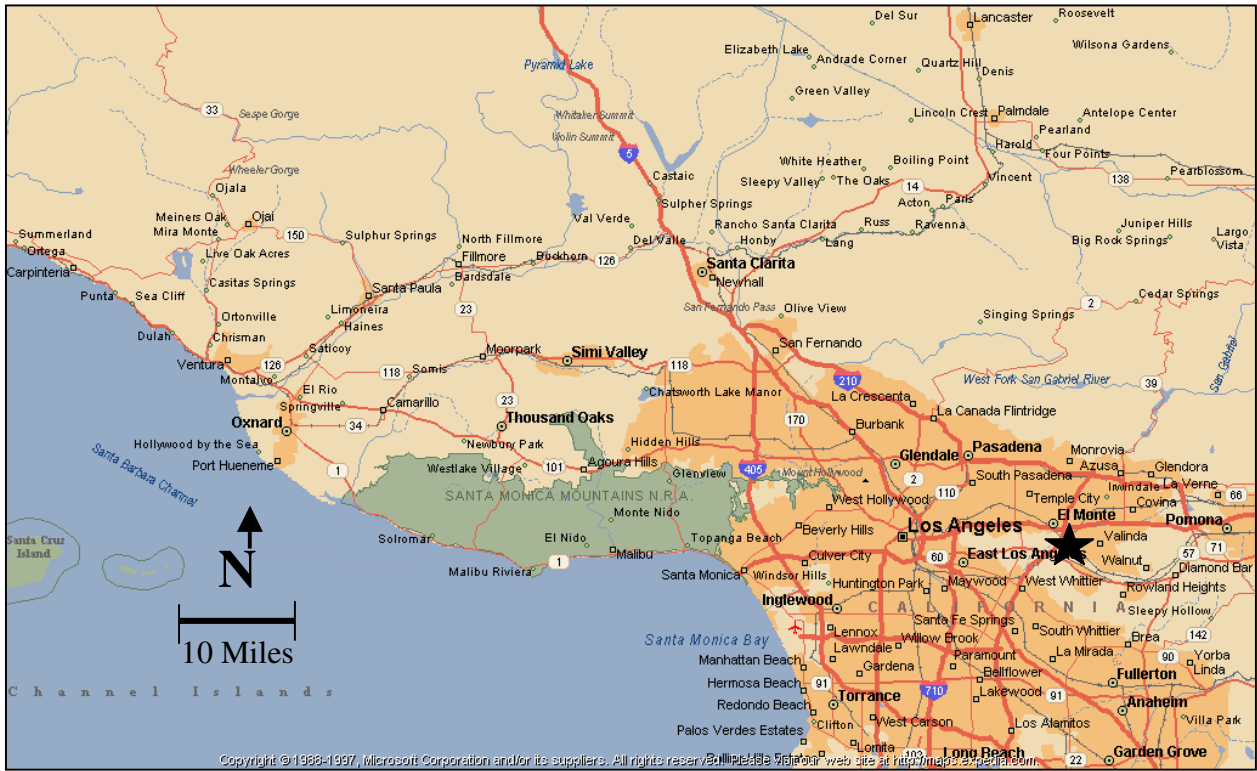 Del Sur
Roosevelt
Lancaster
Elizabeth Lake
Andrade Corner
Wilsona Gardens
Quartz Hill
Pyramid Lake
Denis
Green Valley
33
Sespe Gorge
Whitaker Summit
Lincoln Crest
Palmdale
Antelope Center
Violin Summit
Pearland
5
Harold
Four Points
Wheeler Gorge
White Heather
Boiling Point
Castaic
Sleepy Valley
The Oaks
14
Vincent
138
Pearblossom
Ojala
Sulpher Springs
Acton
Paris
Meiners Oak
Ojai
Val Verde
Rancho Santa Clarita
Russ
Ravenna
Juniper Hills
Mira Monte
150
Sulphur Springs
North Fillmore
Del Valle
Honby
Lang
Big Rock Springs
Largo
Vista
Summerland
Ortega
Live Oak Acres
Fillmore
Buckhorn
126
Santa Clarita
Carpinteria
Bardsdale
Newhall
Casitas Springs
Santa Paula
Punta
Sea Cliff
Limoneira
23
San Fernando Pass
Olive View
2
Cedar Springs
Ortonville
Haines
Singing Springs
Dulah
Chrisman
Saticoy
Moorpark
Simi Valley
San Fernando
Ventura
126
118
Somis
118
210
West Fork San Gabriel River
39
San Gabriel
Montalvo
El Rio
Chatsworth Lake Manor
La Crescenta
Springville
Camarillo
23
La Canada Flintridge
Oxnard
34
Thousand Oaks
170
Burbank
Hollywood by the Sea
Newbury Park
Hidden Hills
Pasadena
Monrovia
Santa Barbara Channel
Port Hueneme
1
Westlake Village
101
Agoura Hills
Glenview
405
Mount Hollywood
Glendale
2
South Pasadena
Azusa
Glendora
SANTA MONICA MOUNTAINS N.R.A.
West Hollywood
110
Temple City
Irwindale
La Verne
66
Monte Nido
Covina
N
Beverly Hills
Los Angeles
El Monte
Pomona
Santa Cruz
Island
Solromar
El Nido
Topanga Beach
Valinda
Malibu
Culver City
60
East Los Angeles
Walnut
57
71
Malibu Riviera
1
Santa Monica
Windsor Hills
Diamond Bar
Huntington Park
Maywood
West Whittier
Rowland Heights
10 Miles
Inglewood
CALIFORNIA
Sleepy Hollow
Santa Fe Springs
Lennox
Willow Brook
South Whittier
142
Santa Monica Bay
Lawndale
Paramount
La Mirada
Brea
90
Yorba
Linda
Manhattan Beach
Gardena
Bellflower
Fullerton
Channel Islands
Hermosa Beach
91
710
Lakewood
91
Torrance
Anaheim
Redondo Beach
Clifton
West Carson
Los Alamitos
Villa Park
Palos Verdes Estates
Lomita
Long Beach
Garden Grove
22
Copyright © 1988-1997, Microsoft Corporation and/or its suppliers. All rights reserved. Please visit our web site at http://maps.expedia.com.